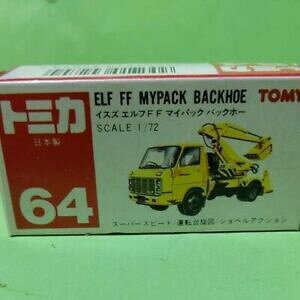 トミカ
日本製
64
ELF FF MYPACK BACKHOE TOMY
イスズ エルフFF マイパック バックホー
SCALE 1/72
スーパースピード/運転台旋回/ショベルアクション